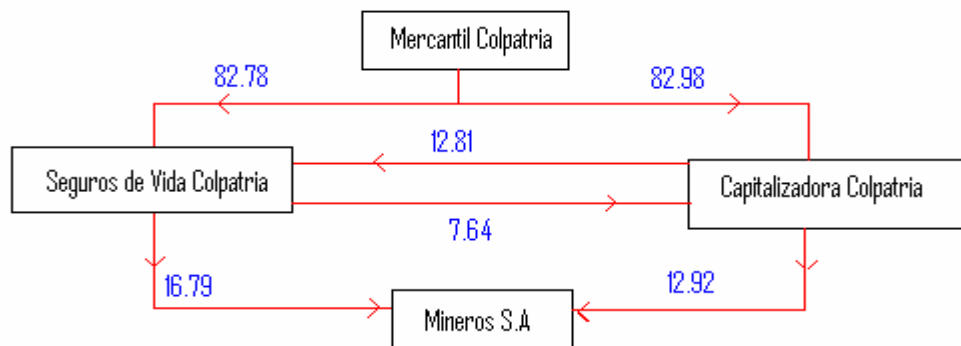 Mercantil Colpatria
82.78
82.98
12.81
Seguros de Vida Colpatria
Capitalizadora Colpatria
7.64
16.79
12.92
Mineros S.A